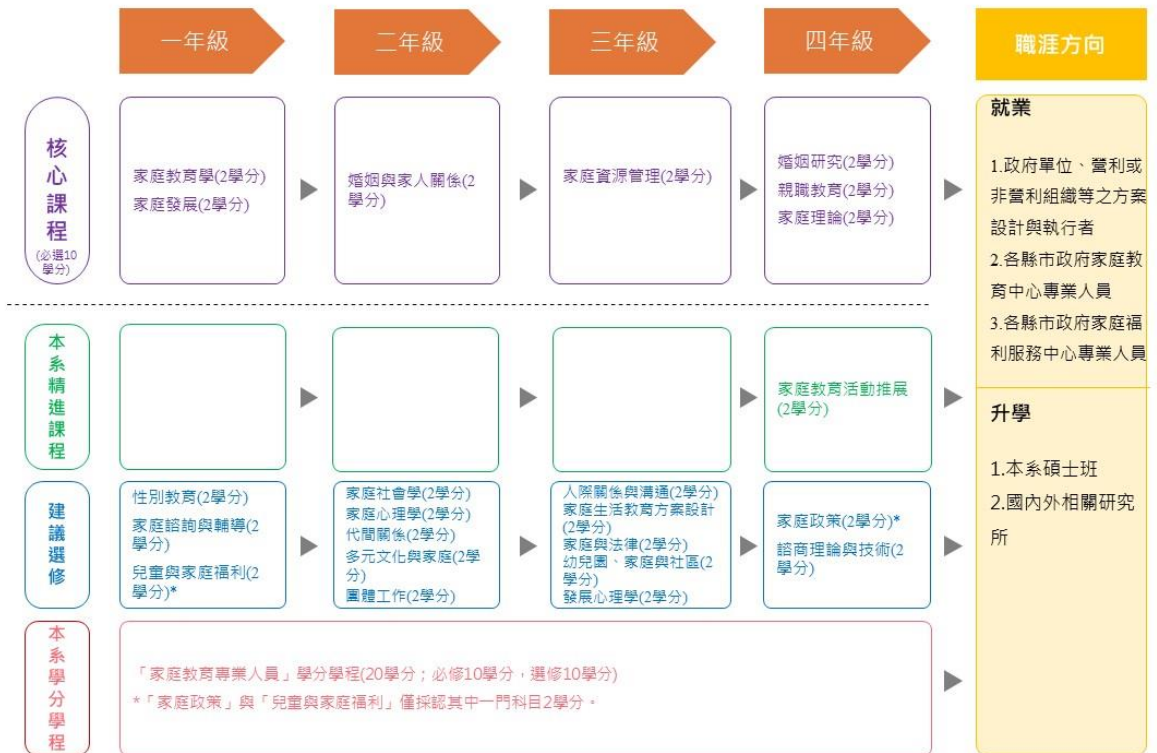 一年級
二年級
三年級
四年級
職涯方向
核
心
課
程
(必選10
學分)
家庭教育學(2學分)
家庭發展(2學分)
婚姻與家人關係(2
學分)
家庭資源管理(2學分)
婚姻研究(2學分)
親職教育(2學分)
家庭理論(2學分)
就業
1.政府單位、營利或
非營利組織等之方案
設計與執行者
2.各縣市政府家庭教
育中心專業人員
3.各縣市政府家庭福
利服務中心專業人員
本
系
精
進
課
程
家庭教育活動推展
(2學分)
升學
1.本系碩士班
2.國內外相關研究
所
建
議
選
修
性別教育(2學分)
家庭諮詢與輔導(2
學分)
兒童與家庭福利(2
學分)*
家庭社會學(2學分)
家庭心理學(2學分)
代間關係(2學分)
多元文化與家庭(2學
分)
團體工作(2學分)
人際關係與溝通(2學分)
家庭生活教育方案設計
(2學分)
家庭與法律(2學分)
幼兒園、家庭與社區(2
學分)
發展心理學(2學分)
家庭政策(2學分)*
諮商理論與技術(2
學分)
本
系
學
分
學
程
「家庭教育專業人員」學分學程(20學分；必修10學分，選修10學分)
*「家庭政策」與「兒童與家庭福利」僅採認其中一門科目2學分。